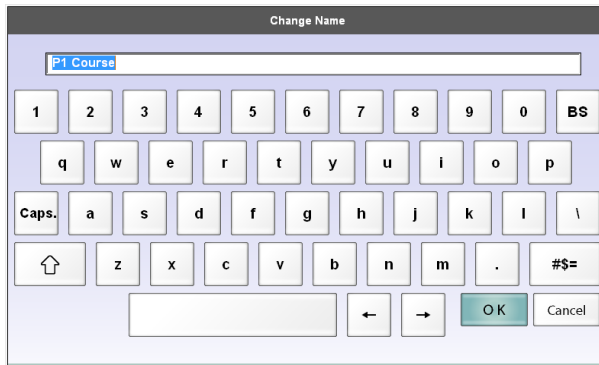 Change Name
P1 Course
1 2 3 4 5 6 7 8 9 0 BS
q w e r t y u i o p
Caps. a s d f g h j k l \
z x c v b n m . #$=
← → OK Cancel